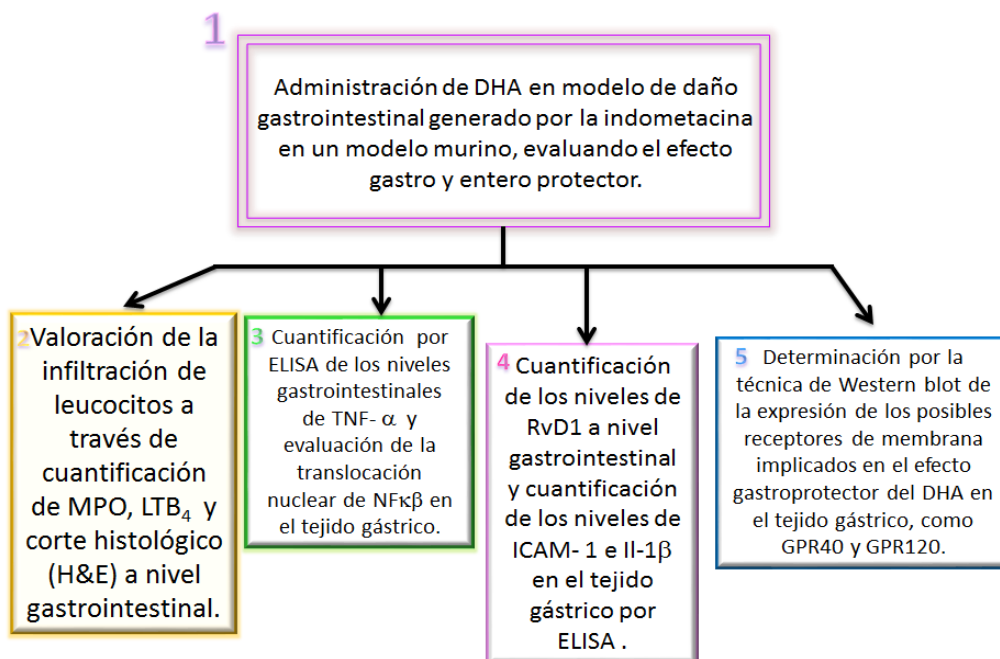 1
Administración de DHA en modelo de daño
gastrointestinal generado por la indometacina
en un modelo murino, evaluando el efecto
gastro y entero protector.
2 Valoración de la
infiltración de
leucocitos a
través de
cuantificación
de MPO, LTB₄ y
corte histológico
(H&E) a nivel
gastrointestinal.
3 Cuantificación por
ELISA de los niveles
gastrointestinales
de TNF- α y
evaluación de la
translocación
nuclear de NFκβ en
el tejido gástrico.
4 Cuantificación
de los niveles de
RvD1 a nivel
gastrointestinal
y cuantificación
de los niveles de
ICAM- 1 e Il-1β
en el tejido
gástrico por
ELISA .
5 Determinación por la
técnica de Western blot de
la expresión de los posibles
receptores de membrana
implicados en el efecto
gastroprotector del DHA en
el tejido gástrico, como
GPR40 y GPR120.